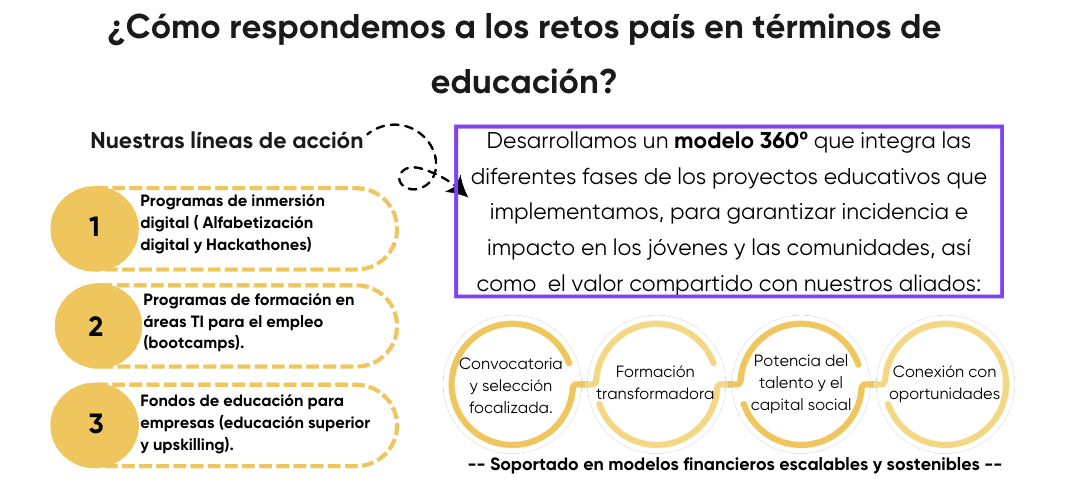 ¿Cómo respondemos a los retos país en términos de
educación?
Nuestras líneas de acción
1
Programas de inmersión
digital ( Alfabetización
digital y Hackathones)
2
Programas de formación en
áreas TI para el empleo
(bootcamps).
3
Fondos de educación para
empresas (educación superior
y upskilling).
Desarrollamos un modelo 360º que integra las
diferentes fases de los proyectos educativos que
implementamos, para garantizar incidencia e
impacto en los jóvenes y las comunidades, así
como  el valor compartido con nuestros aliados:
Convocatoria
y selección
focalizada.
Formación
transformadora
Potencia del
talento y el
capital social
Conexión con
oportunidades
-- Soportado en modelos financieros escalables y sostenibles --